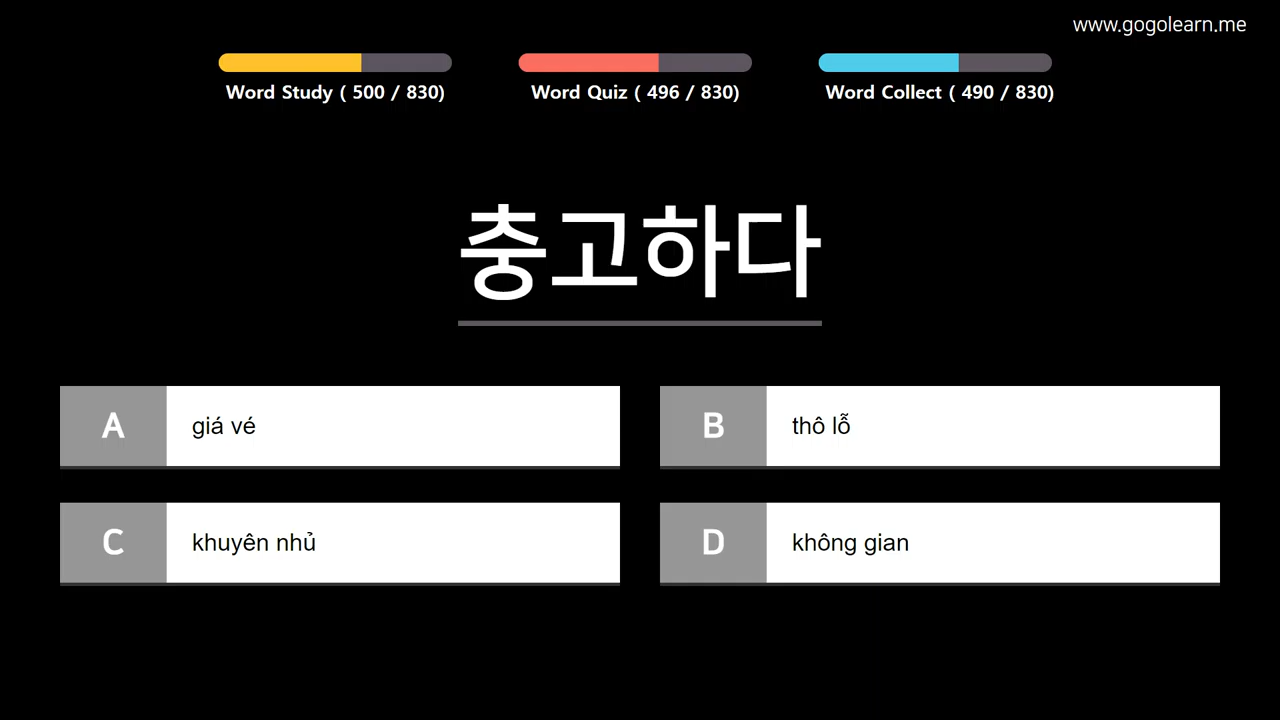 www.gogolearn.me
Word Study ( 500 / 830)
Word Quiz ( 496 / 830)
Word Collect ( 490 / 830)
충고하다
A giá vé
B thô lỗ
C khuyên nhủ
D không gian